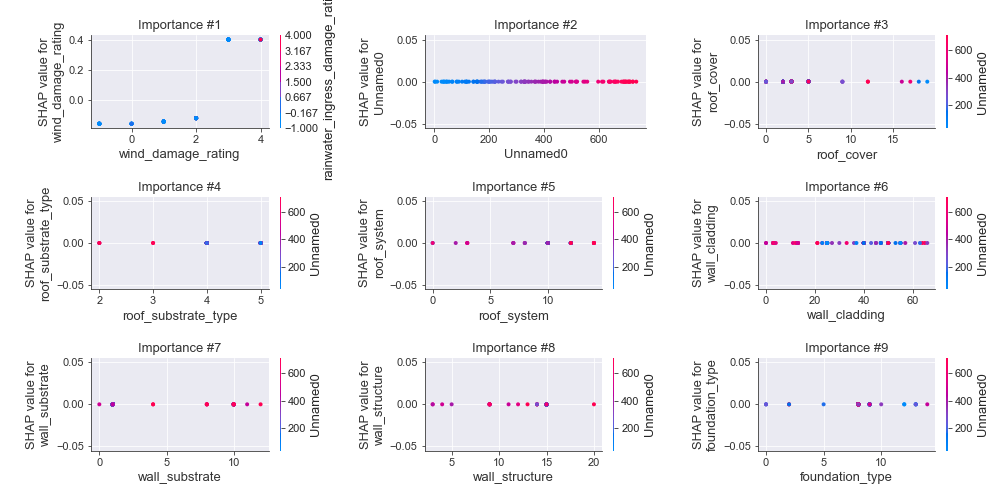 Importance #1
SHAP value for
wind_damage_rating
0.4
0.2
0.0
0
2
4
wind_damage_rating
4.000
3.167
2.333
1.500
0.667
−0.167
−1.000
rainwater_ingress_damage_rating
Importance #2
SHAP value for
Unnamed0
0.05
0.00
−0.05
0
200
400
600
Unnamed0
Importance #3
SHAP value for
roof_cover
0.05
0.00
−0.05
0
5
10
15
roof_cover
600
400
200
Unnamed0
Importance #4
SHAP value for
roof_substrate_type
0.05
0.00
−0.05
2
3
4
5
roof_substrate_type
600
400
200
Unnamed0
Importance #5
SHAP value for
roof_system
0.05
0.00
−0.05
0
10
roof_system
600
400
200
Unnamed0
Importance #6
SHAP value for
wall_cladding
0.05
0.00
−0.05
0
20
40
60
wall_cladding
600
400
200
Unnamed0
Importance #7
SHAP value for
wall_substrate
0.05
0.00
−0.05
0
5
10
wall_substrate
600
400
200
Unnamed0
Importance #8
SHAP value for
wall_structure
0.05
0.00
−0.05
5
10
15
20
wall_structure
600
400
200
Unnamed0
Importance #9
SHAP value for
foundation_type
0.05
0.00
−0.05
0
5
10
foundation_type
600
400
200
Unnamed0